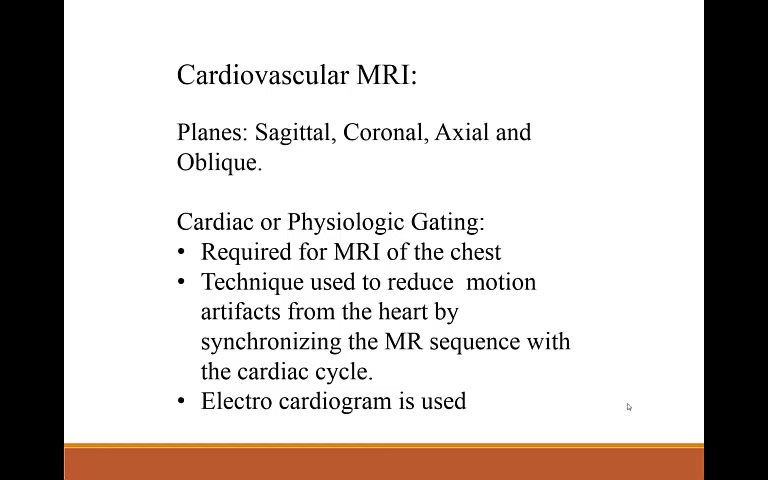 Cardiovascular MRI:
Planes: Sagittal, Coronal, Axial and
Oblique.
Cardiac or Physiologic Gating:
• Required for MRI of the chest
• Technique used to reduce  motion
artifacts from the heart by
synchronizing the MR sequence with
the cardiac cycle.
• Electro cardiogram is used